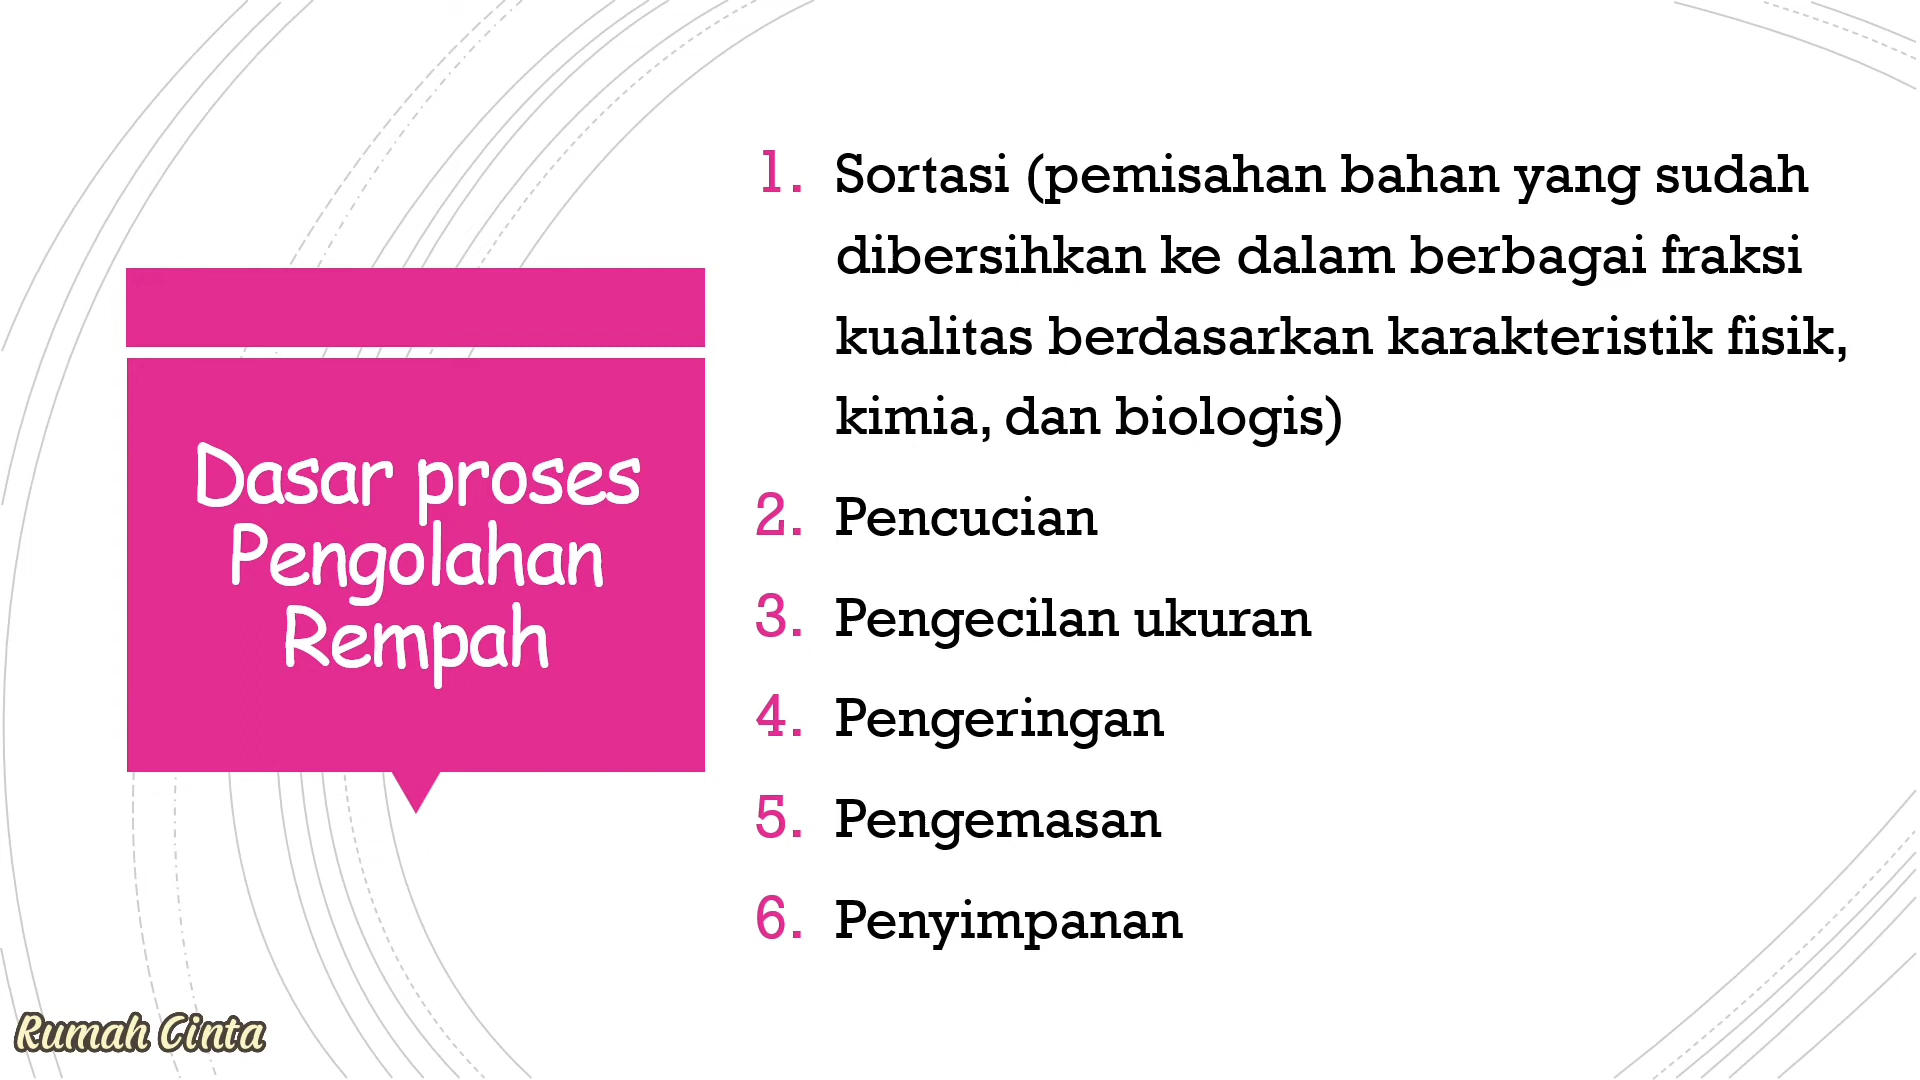 Dasar proses
Pengolahan
Rempah
1. Sortasi (pemisahan bahan yang sudah
dibersihkan ke dalam berbagai fraksi
kualitas berdasarkan karakteristik fisik,
kimia, dan biologis)
2. Pencucian
3. Pengecilan ukuran
4. Pengeringan
5. Pengemasan
6. Penyimpanan
Rumah Cinta